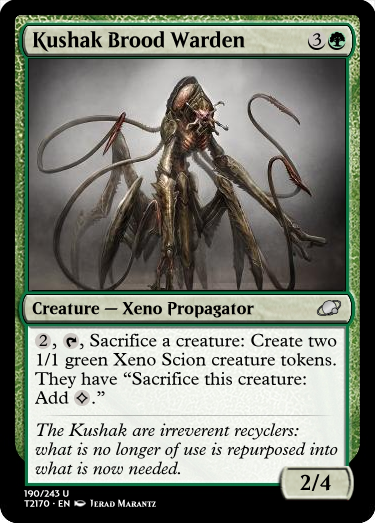 Kushak Brood Warden 3
Creature — Xeno Propagator
2, T, Sacrifice a creature: Create two
1/1 green Xeno Scion creature tokens.
They have “Sacrifice this creature:
Add ◇.”
The Kushak are irreverent recyclers:
what is no longer of use is repurposed into
what is now needed.
2/4
190/243 U
T2170 • EN Jerad Marantz